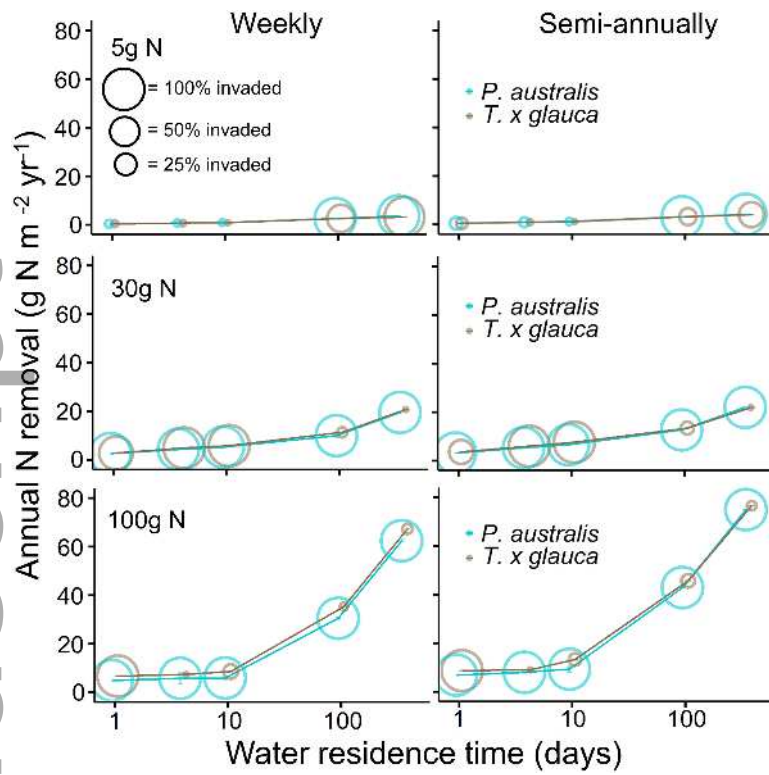 Weekly
Semi-annually
5g N
= 100% invaded
= 50% invaded
= 25% invaded
P. australis
T. x glauca
80
60
40
20
0
30g N
P. australis
T. x glauca
80
60
40
20
0
100g N
P. australis
T. x glauca
80
60
40
20
0
1
10
100
1
10
100
Annual N removal (g N m⁻² yr⁻¹)
Water residence time (days)